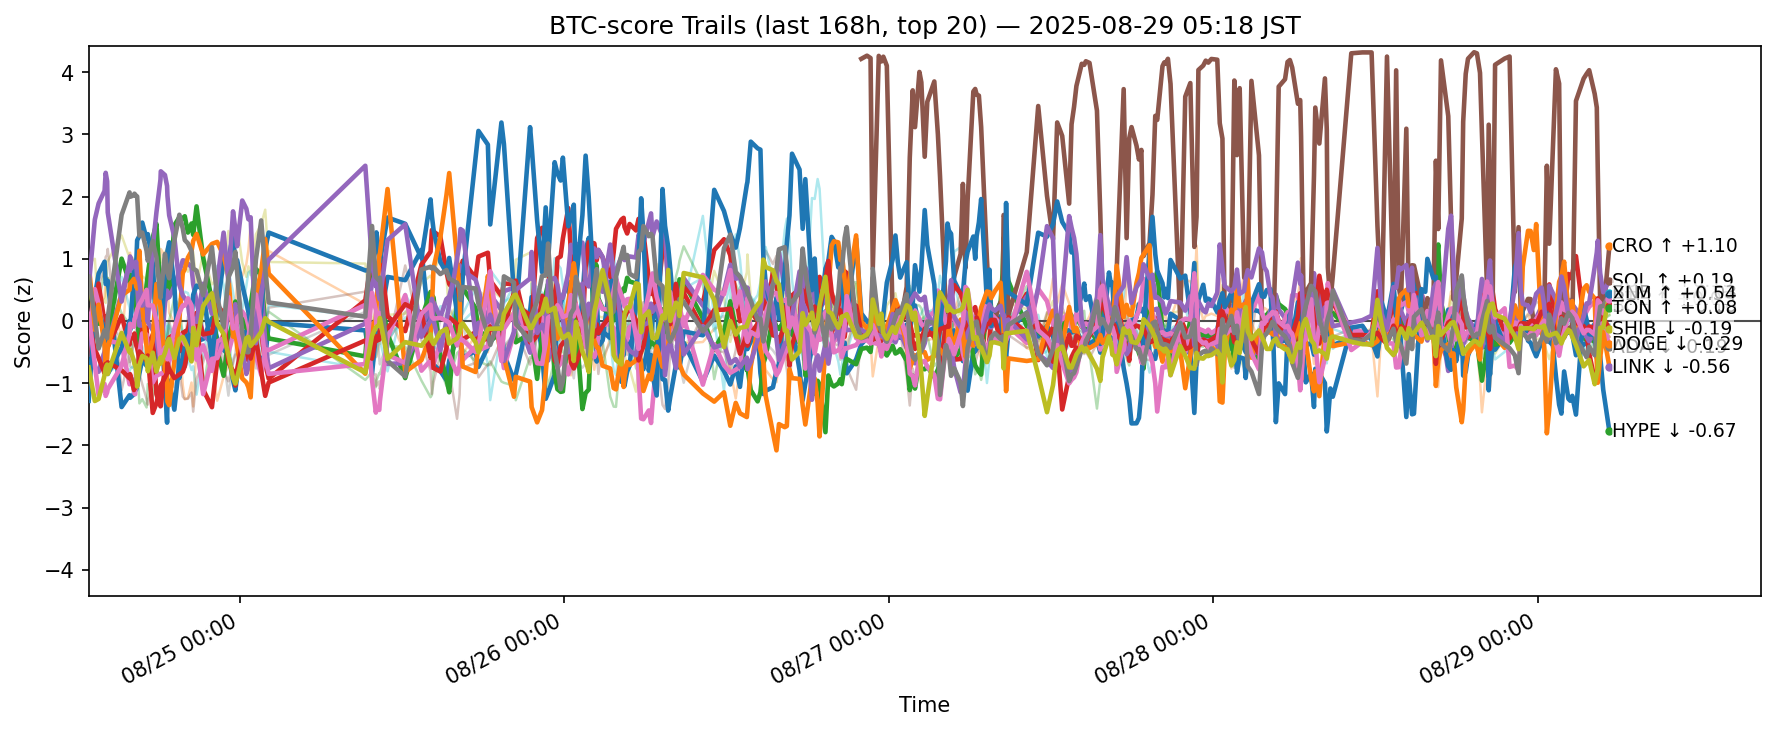 BTC-score Trails (last 168h, top 20) — 2025-08-29 05:18 JST
Score (z)
4
3
2
1
0
−1
−2
−3
−4
CRO ↑ +1.10
SOL ↑ +0.19
XLM ↑ +0.54
TON ↑ +0.08
SHIB ↓ -0.19
DOGE ↓ -0.29
LINK ↓ -0.56
HYPE ↓ -0.67
08/25 00:00
08/26 00:00
08/27 00:00
08/28 00:00
08/29 00:00
Time